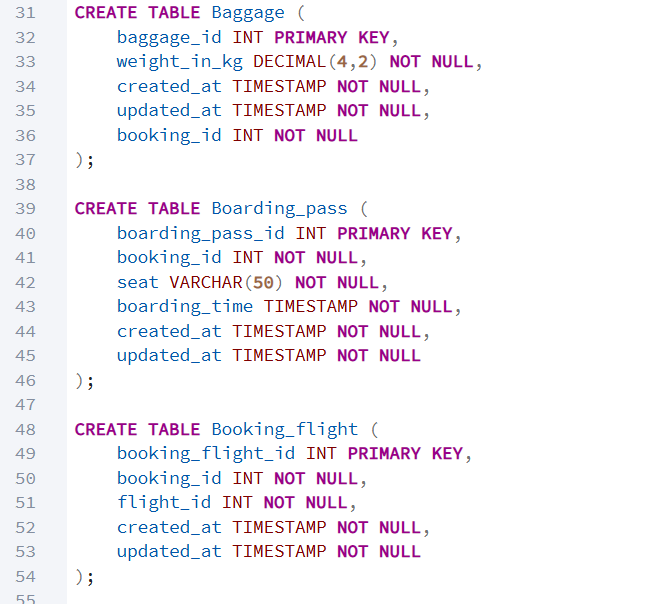 31 CREATE TABLE Baggage (
32 baggage_id INT PRIMARY KEY,
33 weight_in_kg DECIMAL(4,2) NOT NULL,
34 created_at TIMESTAMP NOT NULL,
35 updated_at TIMESTAMP NOT NULL,
36 booking_id INT NOT NULL
37 );
38
39 CREATE TABLE Boarding_pass (
40 boarding_pass_id INT PRIMARY KEY,
41 booking_id INT NOT NULL,
42 seat VARCHAR(50) NOT NULL,
43 boarding_time TIMESTAMP NOT NULL,
44 created_at TIMESTAMP NOT NULL,
45 updated_at TIMESTAMP NOT NULL
46 );
47
48 CREATE TABLE Booking_flight (
49 booking_flight_id INT PRIMARY KEY,
50 booking_id INT NOT NULL,
51 flight_id INT NOT NULL,
52 created_at TIMESTAMP NOT NULL,
53 updated_at TIMESTAMP NOT NULL
54 );
55